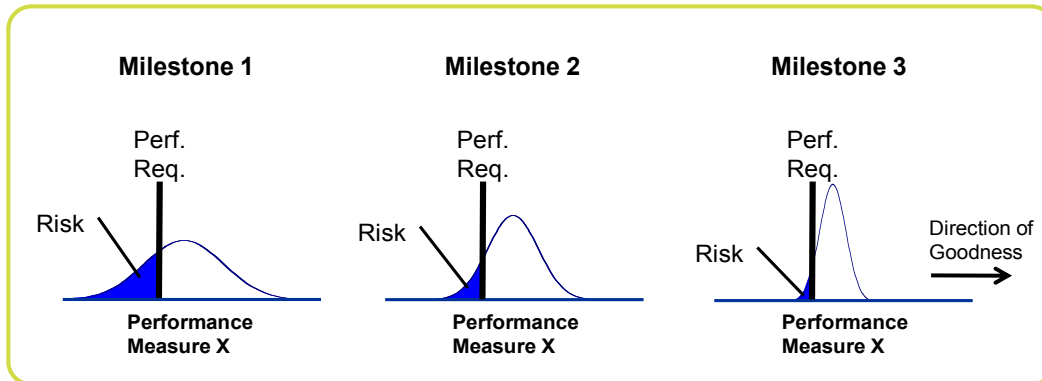 Milestone 1
Milestone 2
Milestone 3
Perf.
Req.
Perf.
Req.
Perf.
Req.
Risk
Risk
Risk
Direction of
Goodness
Performance
Measure X
Performance
Measure X
Performance
Measure X